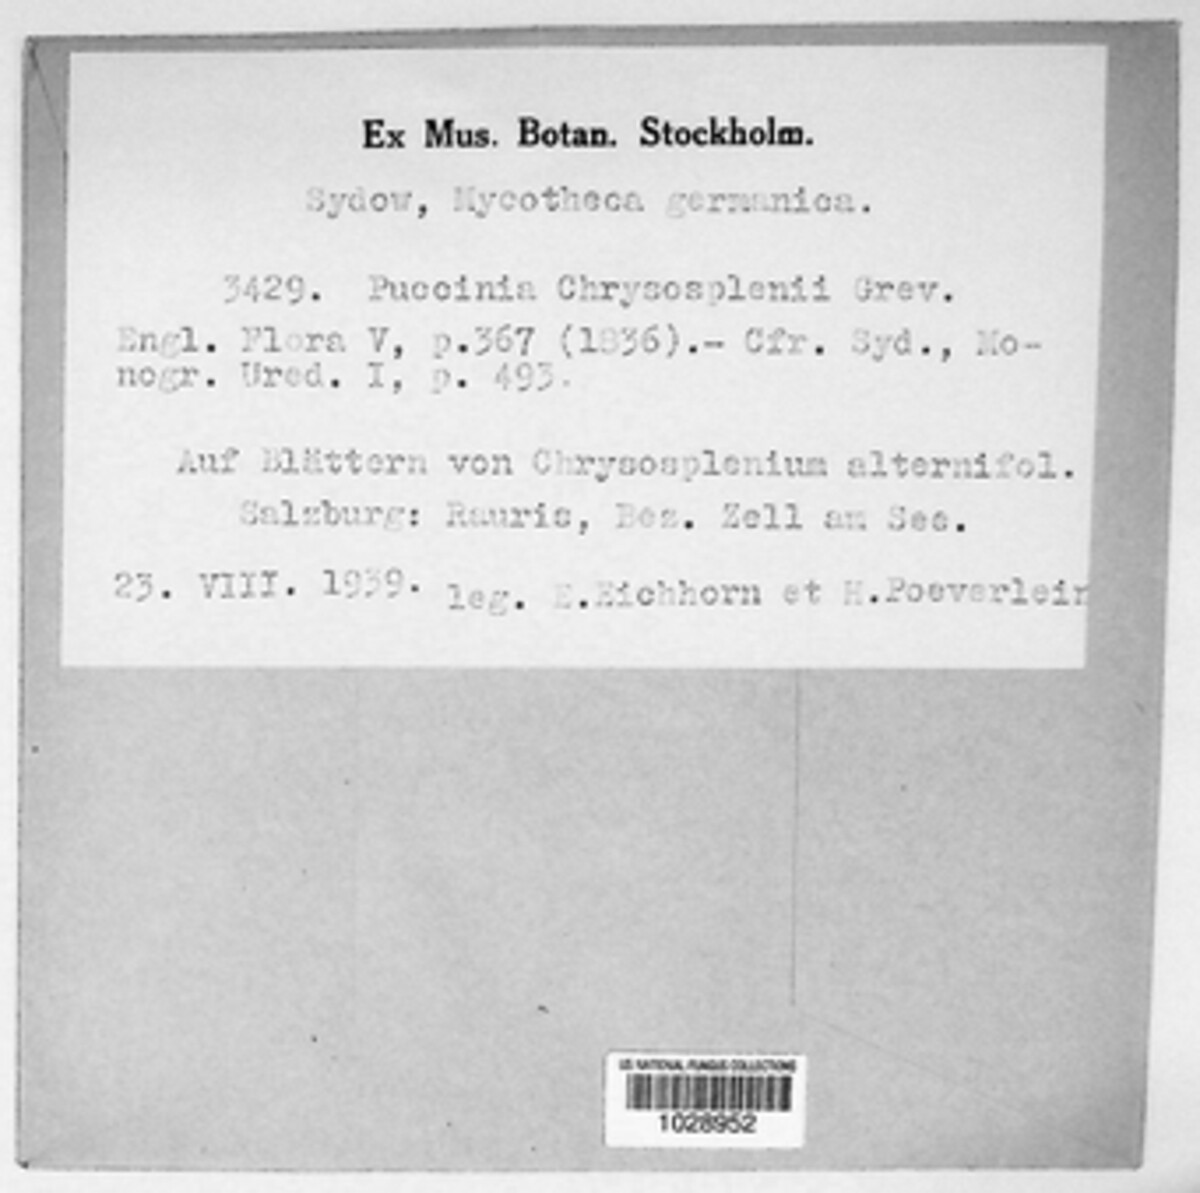 Ex Mus. Botan. Stockholm.
Sydow, Mycotheca germanica.
3429. Puccinia Chrysosplenii Grev.
Engl. Flora V, p.367 (1836).- Cfr. Syd., Mo-
nogr. Ured. I, p. 493.
Auf Blättern von Chrysosplenium alternifol.
Salzburg: Rauris, Bez. Zell am See.
23. VIII. 1939. leg. E.Eichhorn et H.Poeverlein
US NATIONAL FUNGUS COLLECTIONS
1028952